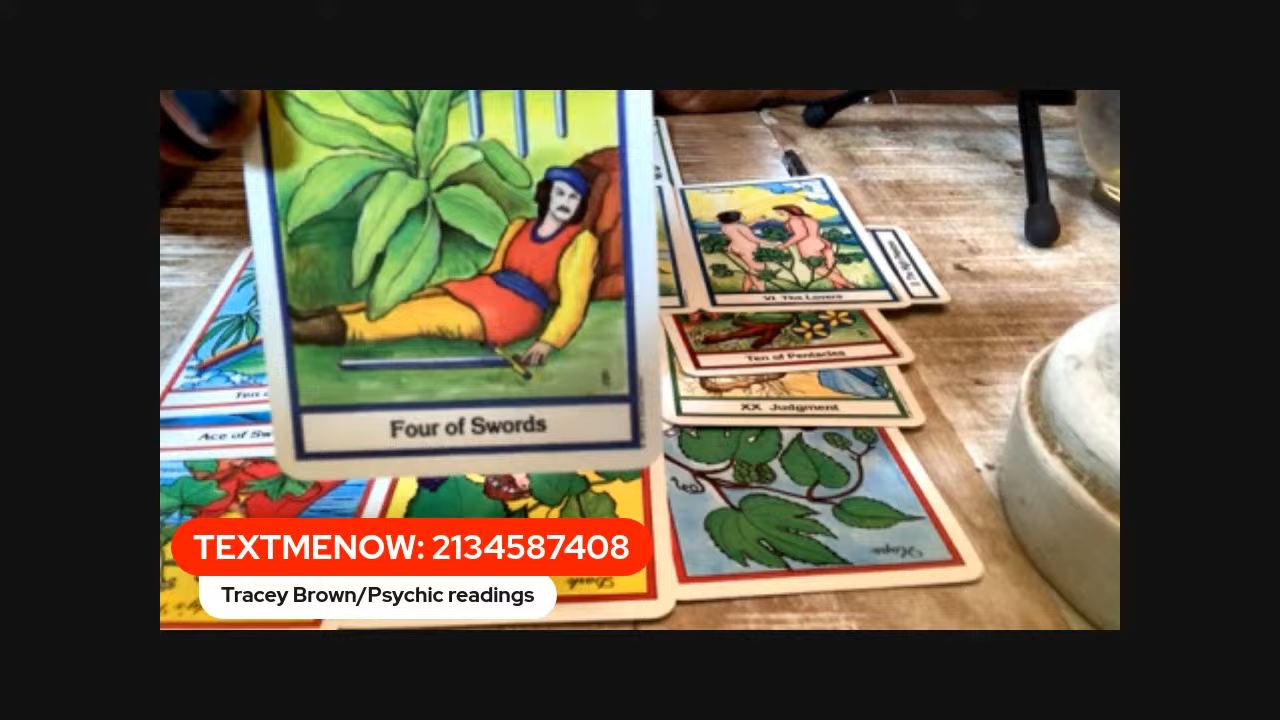 VI The Lovers
Ten of Pentacles
XX Judgment
Four of Swords
Ace of Sw
Hops
TEXTMENOW: 2134587408
Tracey Brown/Psychic readings